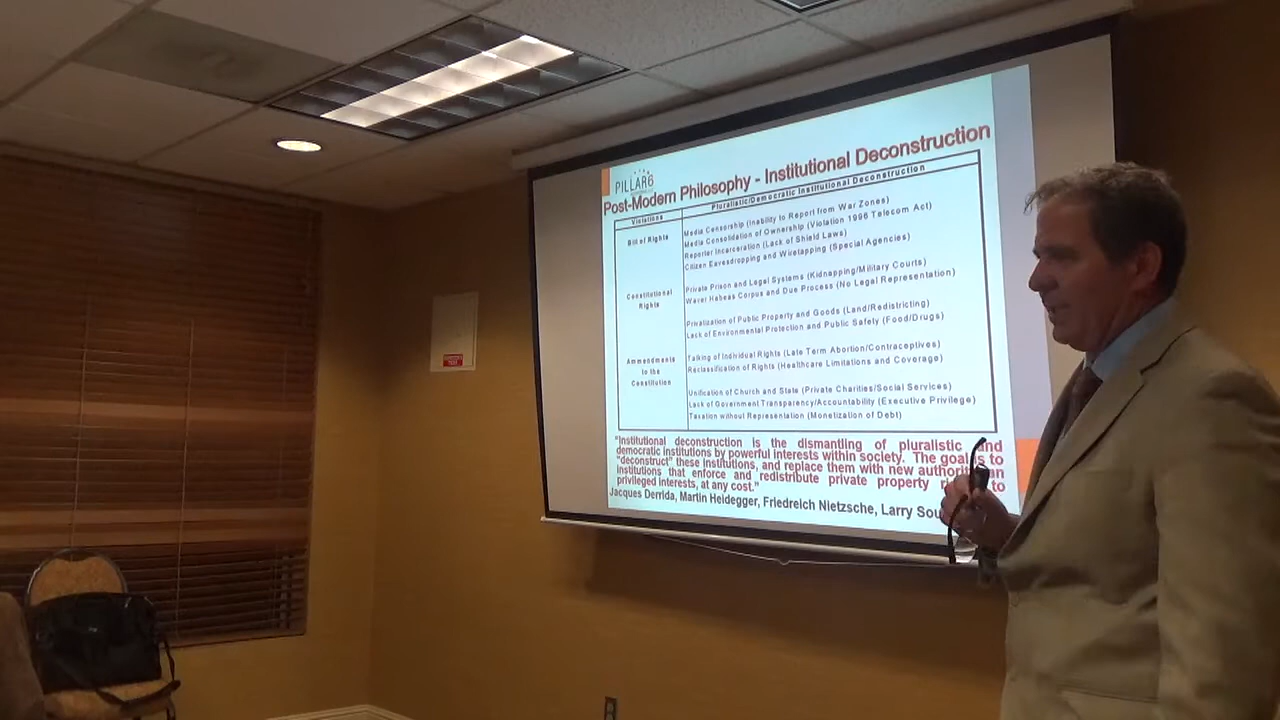 PILLAR6
Post-Modern Philosophy - Institutional Deconstruction
Violations
Pluralistic/Democratic Institutional Deconstruction
Bill of Rights
Media Censorship (Inability to Report from War Zones)
Media Consolidation of Ownership (Violation 1996 Telecom Act)
Reporter Incarceration (Lack of Shield Laws)
Citizen Eavesdropping and Wiretapping (Special Agencies)
Constitutional
Rights
Private Prison and Legal Systems (Kidnapping/Military Courts)
Waver Habeas Corpus and Due Process (No Legal Representation)
Privatization of Public Property and Goods (Land/Redistricting)
Lack of Environmental Protection and Public Safety (Food/Drugs)
Ammendments
to the
Constitution
Talking of Individual Rights (Late Term Abortion/Contraceptives)
Reclassification of Rights (Healthcare Limitations and Coverage)
Unification of Church and State (Private Charities/Social Services)
Lack of Government Transparency/Accountability (Executive Privilege)
Taxation without Representation (Monetization of Debt)
"Institutional deconstruction is the dismantling of pluralistic and
democratic institutions by powerful interests within society. The goal is to
"deconstruct" these institutions, and replace them with new
institutions that enforce and redistribute private property to
privileged interests, at any cost."
Jacques Derrida, Martin Heidegger, Friedreich Nietzsche, Larry